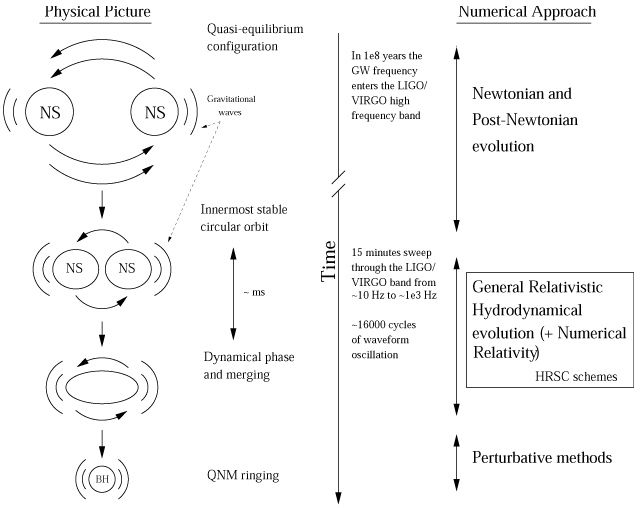 Physical Picture
Numerical Approach
Quasi-equilibrium
configuration
NS
NS
Gravitational
waves
In 1e8 years the
GW frequency
enters the LIGO/
VIRGO high
frequency band
Newtonian and
Post-Newtonian
evolution
Innermost stable
circular orbit
NS
NS
~ ms
Time
15 minutes sweep
through the LIGO/
VIRGO band from
~10 Hz to ~1e3 Hz
~16000 cycles
of waveform
oscillation
General Relativistic
Hydrodynamical
evolution (+ Numerical
Relativity)
HRSC schemes
Dynamical phase
and merging
BH
QNM ringing
Perturbative methods